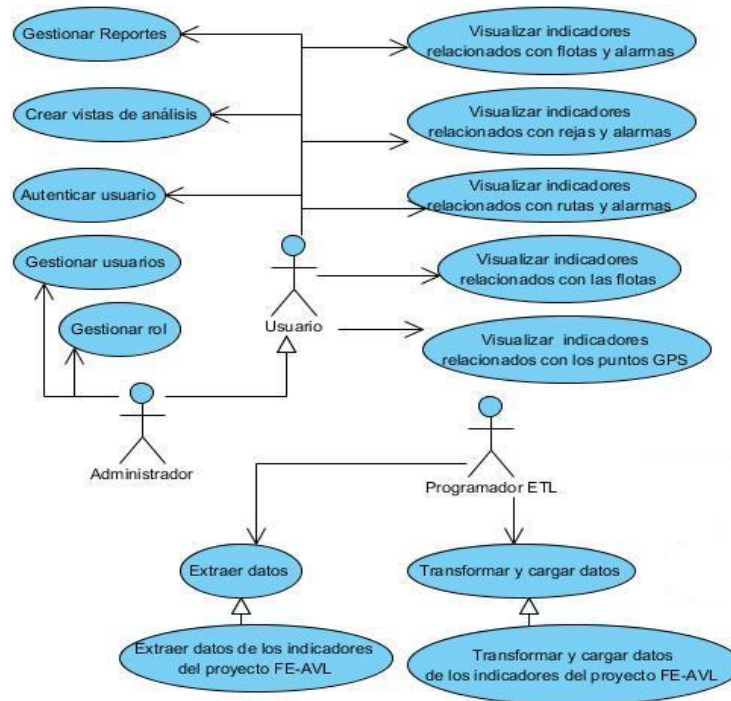 Gestionar Reportes
Visualizar indicadores
relacionados con flotas y alarmas
Crear vistas de análisis
Visualizar indicadores
relacionados con rejas y alarmas
Autenticar usuario
Visualizar indicadores
relacionados con rutas y alarmas
Gestionar usuarios
Visualizar indicadores
relacionados con las flotas
Usuario
Gestionar rol
Visualizar indicadores
relacionados con los puntos GPS
Administrador
Programador ETL
Extraer datos
Transformar y cargar datos
Extraer datos de los indicadores
del proyecto FE-AVL
Transformar y cargar datos
de los indicadores del proyecto FE-AVL